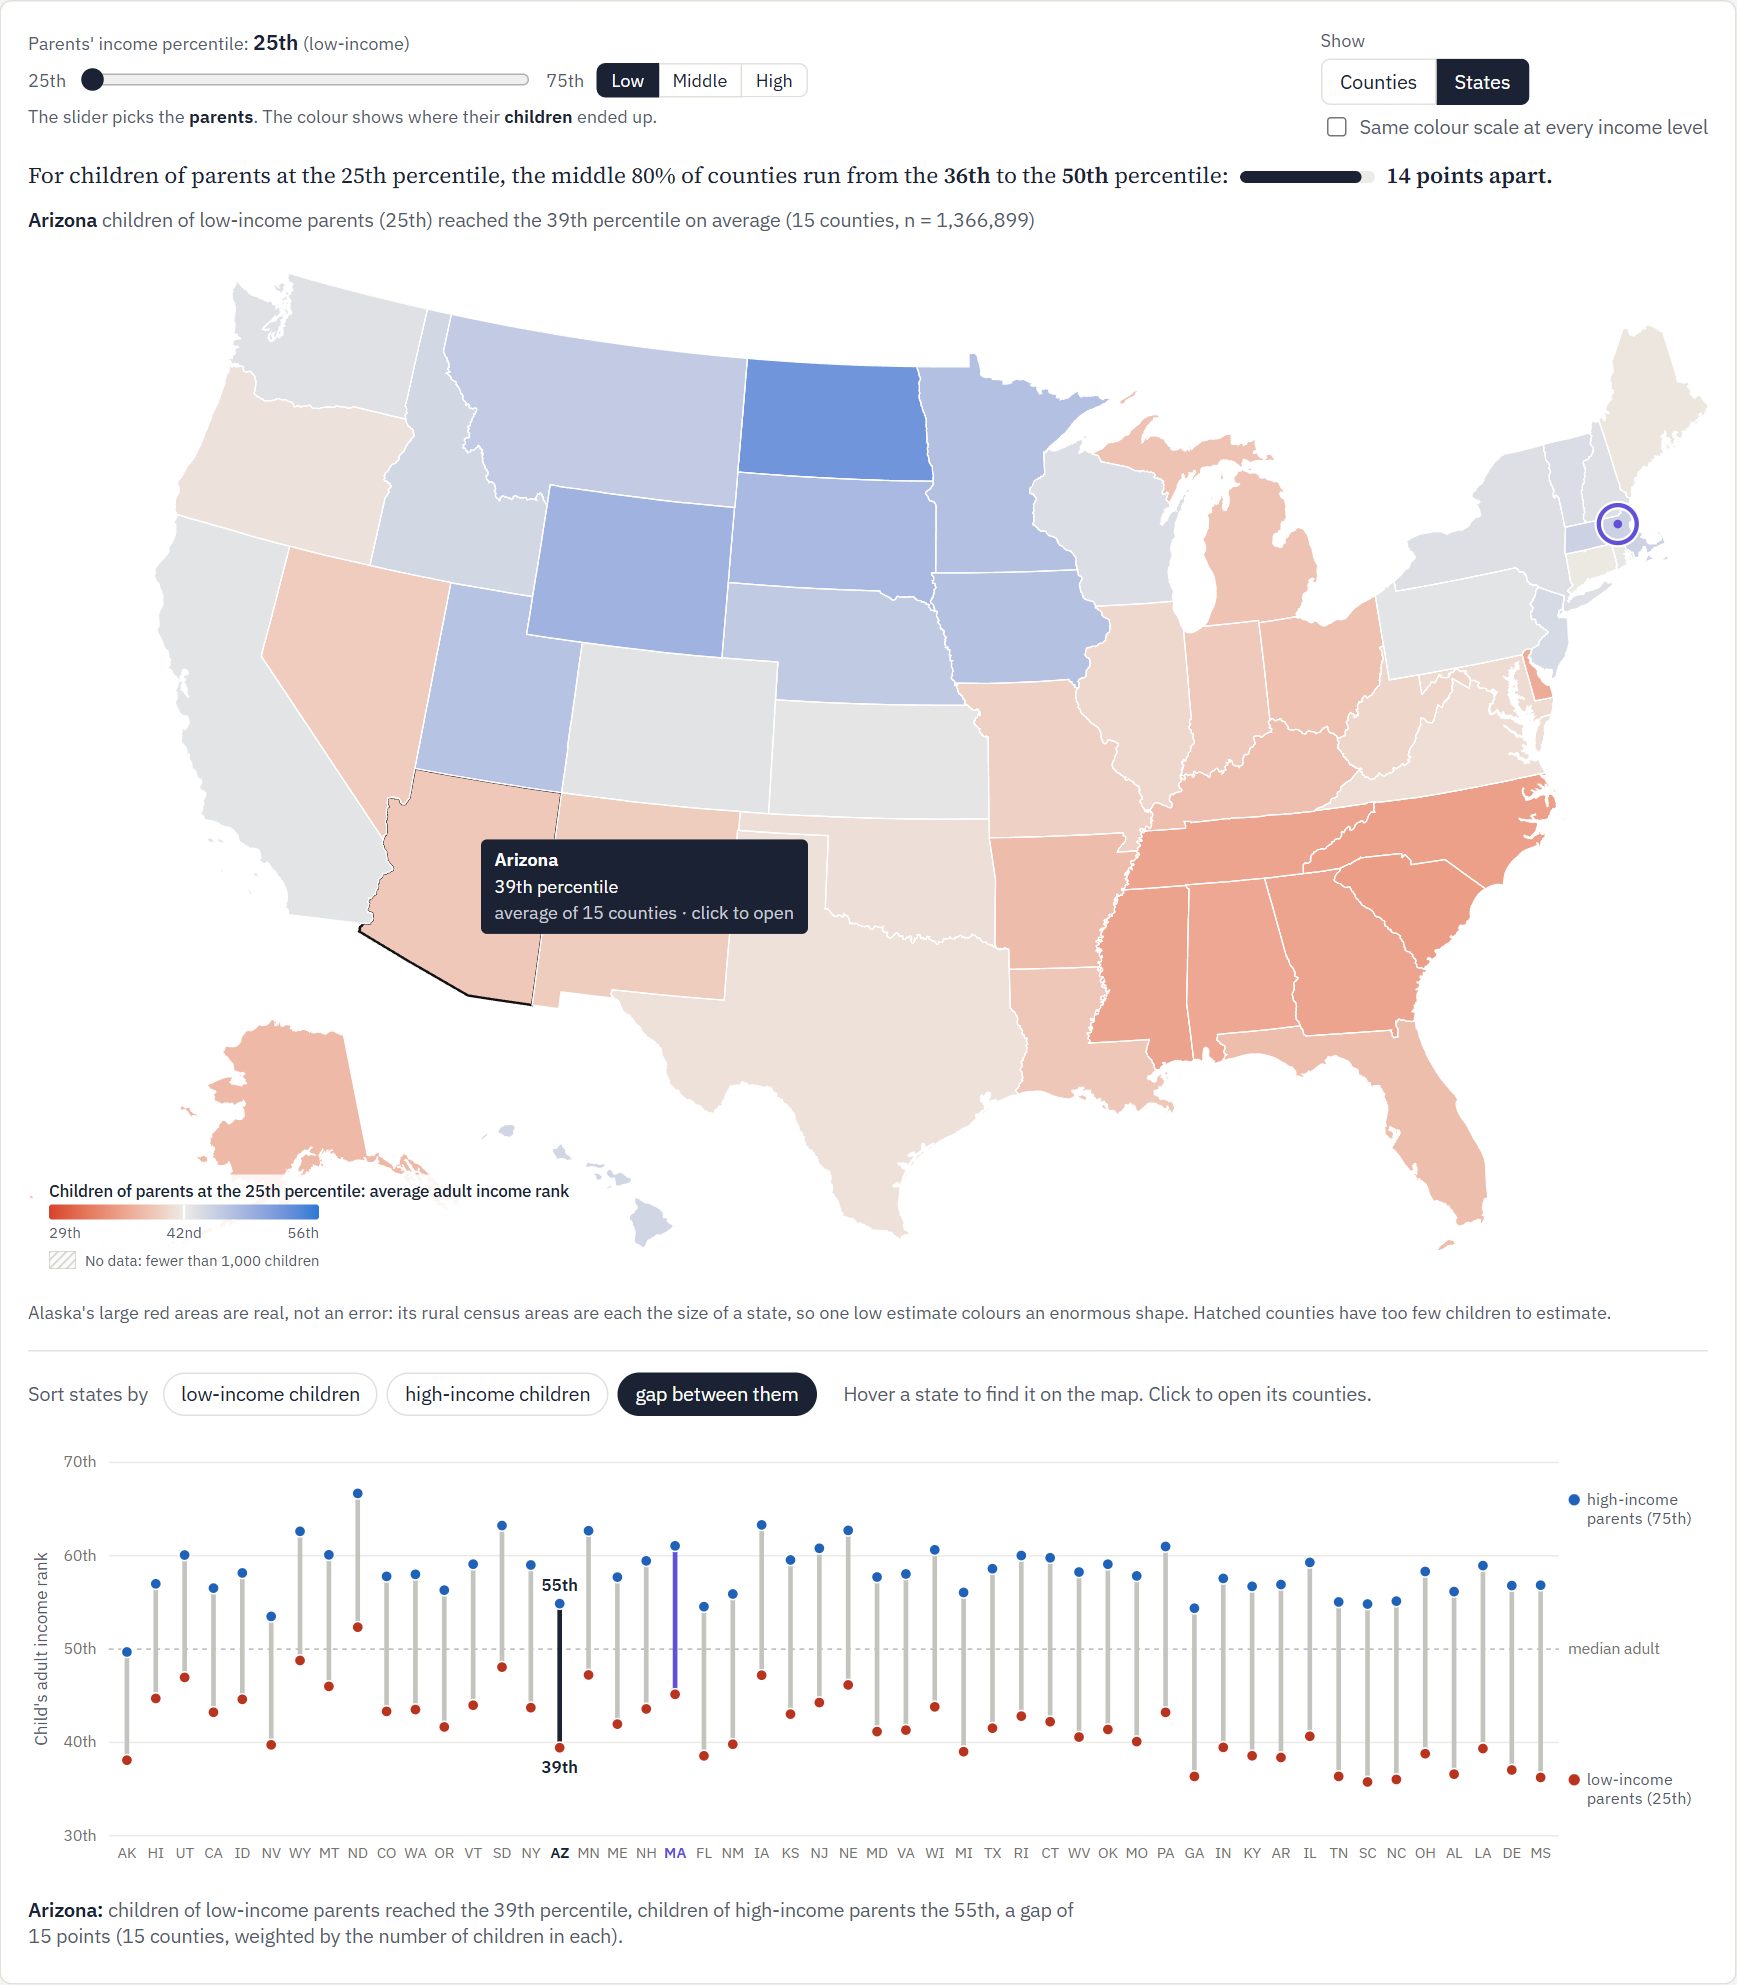 Parents' income percentile: 25th (low-income)
25th 75th Low Middle High
The slider picks the parents. The colour shows where their children ended up.
Show
Counties States
Same colour scale at every income level
For children of parents at the 25th percentile, the middle 80% of counties run from the 36th to the 50th percentile: 14 points apart.
Arizona children of low-income parents (25th) reached the 39th percentile on average (15 counties, n = 1,366,899)
Arizona
39th percentile
average of 15 counties · click to open
Children of parents at the 25th percentile: average adult income rank
29th 42nd 56th
No data: fewer than 1,000 children
Alaska's large red areas are real, not an error: its rural census areas are each the size of a state, so one low estimate colours an enormous shape. Hatched counties have too few children to estimate.
Sort states by low-income children high-income children gap between them Hover a state to find it on the map. Click to open its counties.
Child's adult income rank
70th
60th
50th
40th
30th
55th
39th
high-income
parents (75th)
median adult
low-income
parents (25th)
AK HI UT CA ID NV WY MT ND CO WA OR VT SD NY AZ MN ME NH MA FL NM IA KS NJ NE MD VA WI MI TX RI CT WV OK MO PA GA IN KY AR IL TN SC NC OH AL LA DE MS
Arizona: children of low-income parents reached the 39th percentile, children of high-income parents the 55th, a gap of
15 points (15 counties, weighted by the number of children in each).